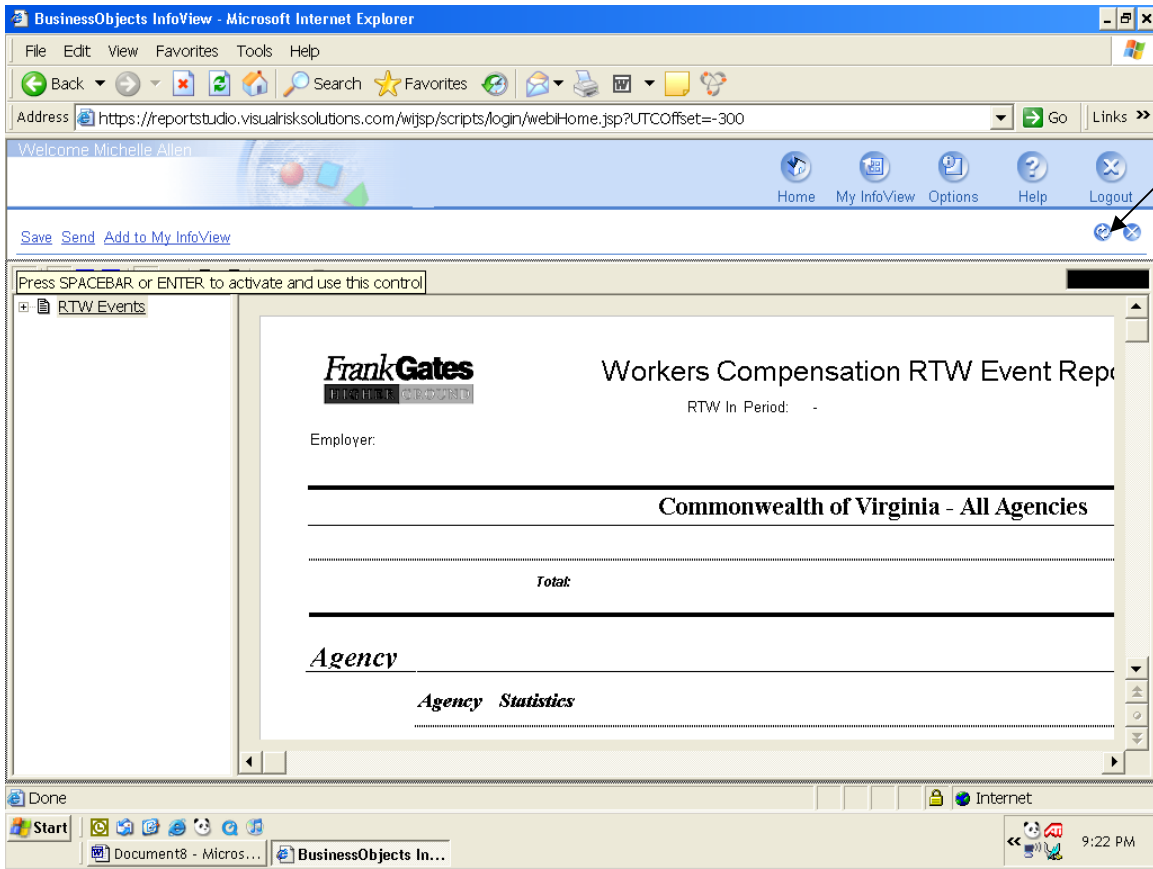 BusinessObjects InfoView - Microsoft Internet Explorer
File Edit View Favorites Tools Help
Back Search Favorites
Address https://reportstudio.visualrisksolutions.com/wijsp/scripts/login/webiHome.jsp?UTCOffset=-300 Go Links »
Welcome Michelle Allen
Home My InfoView Options Help Logout
Save Send Add to My InfoView
Press SPACEBAR or ENTER to activate and use this control
RTW Events
FrankGates
HIGHER GROUND
Workers Compensation RTW Event Repo
RTW In Period: -
Employer:
Commonwealth of Virginia - All Agencies
Total:
Agency
Agency Statistics
Done Internet
Start
Document8 - Micros... BusinessObjects In...
« 9:22 PM